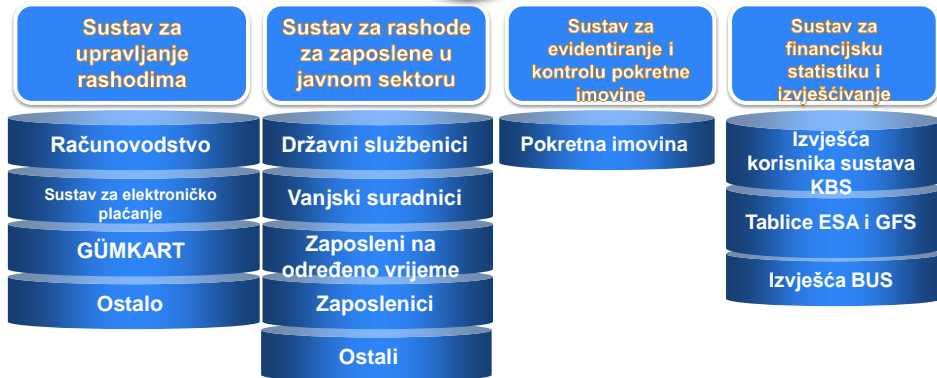 Sustav za
upravljanje
rashodima
Računovodstvo
Sustav za elektroničko
plaćanje
GÜMKART
Ostalo
Sustav za rashode
za zaposlene u
javnom sektoru
Državni službenici
Vanjski suradnici
Zaposleni na
određeno vrijeme
Zaposlenici
Ostali
Sustav za
evidentiranje i
kontrolu pokretne
imovine
Pokretna imovina
Sustav za
financijsku
statistiku i
izvješćivanje
Izvješća
korisnika sustava
KBS
Tablice ESA i GFS
Izvješća BUS